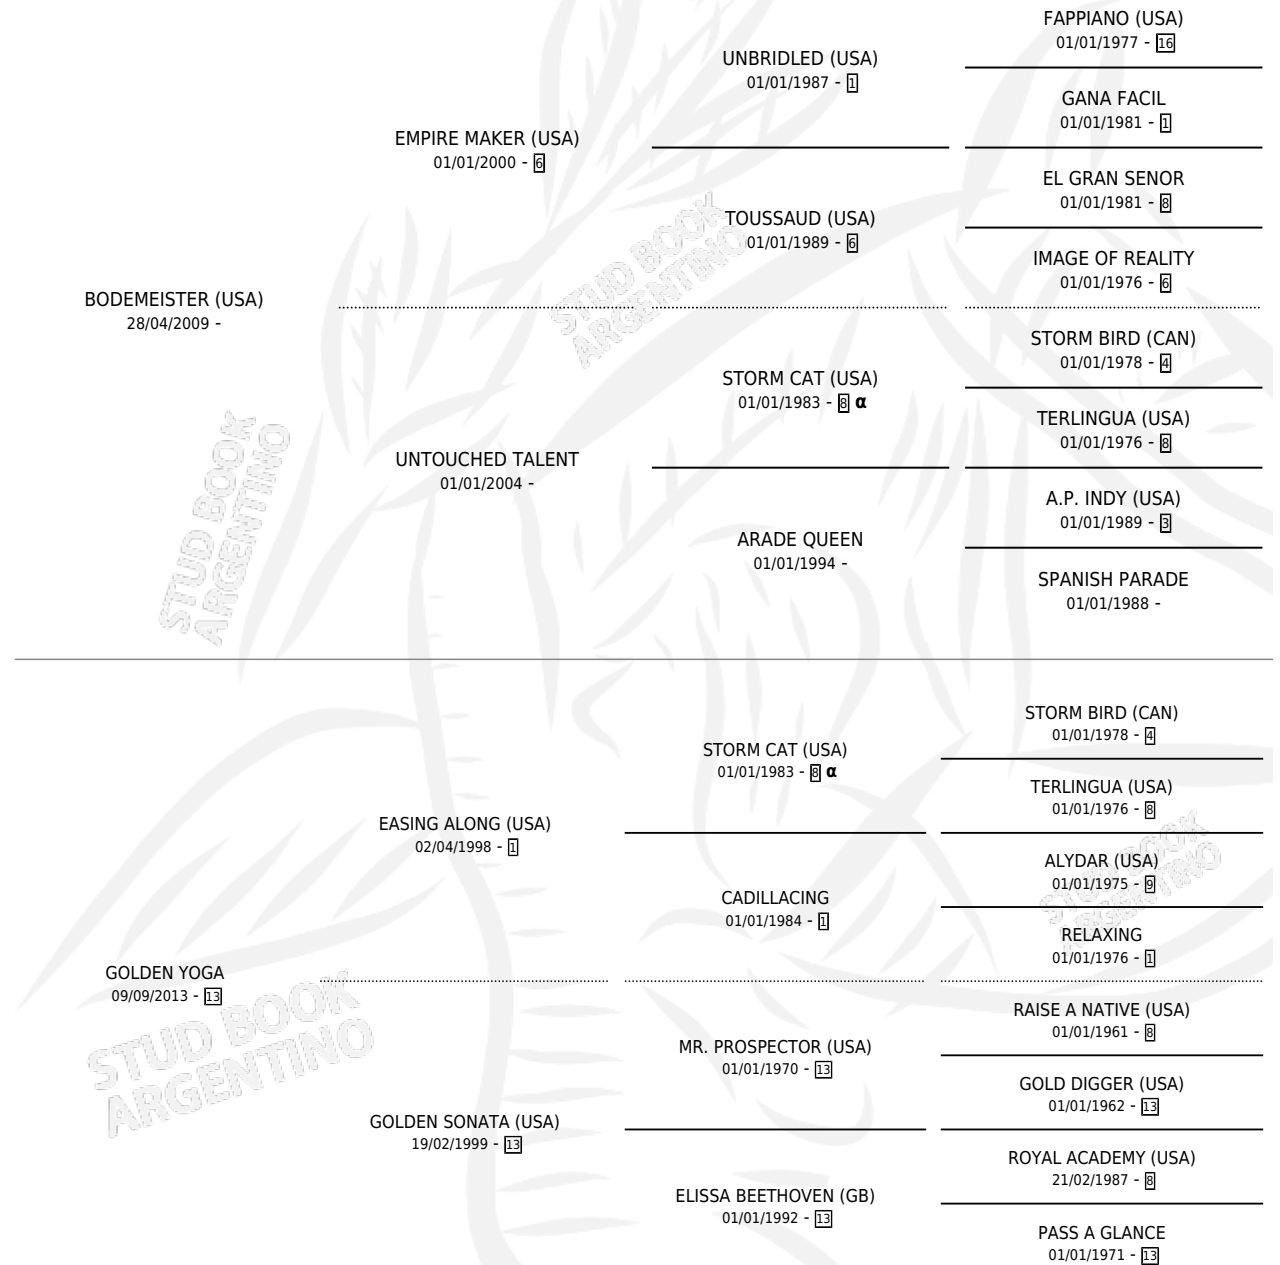 FAPPIANO (USA)
01/01/1977 - 16
UNBRIDLED (USA)
01/01/1987 - 1
GANA FACIL
01/01/1981 - 1
EMPIRE MAKER (USA)
01/01/2000 - 6
EL GRAN SENOR
01/01/1981 - 8
TOUSSAUD (USA)
01/01/1989 - 6
IMAGE OF REALITY
01/01/1976 - 6
BODEMEISTER (USA)
28/04/2009 -
STORM BIRD (CAN)
01/01/1978 - 4
STORM CAT (USA)
01/01/1983 - 8 α
TERLINGUA (USA)
01/01/1976 - 8
UNTOUCHED TALENT
01/01/2004 -
A.P. INDY (USA)
01/01/1989 - 3
ARADE QUEEN
01/01/1994 -
SPANISH PARADE
01/01/1988 -
STORM BIRD (CAN)
01/01/1978 - 4
STORM CAT (USA)
01/01/1983 - 8 α
TERLINGUA (USA)
01/01/1976 - 8
EASING ALONG (USA)
02/04/1998 - 1
ALYDAR (USA)
01/01/1975 - 9
CADILLACING
01/01/1984 - 1
RELAXING
01/01/1976 - 1
GOLDEN YOGA
09/09/2013 - 13
RAISE A NATIVE (USA)
01/01/1961 - 8
MR. PROSPECTOR (USA)
01/01/1970 - 13
GOLD DIGGER (USA)
01/01/1962 - 13
GOLDEN SONATA (USA)
19/02/1999 - 13
ROYAL ACADEMY (USA)
21/02/1987 - 8
ELISSA BEETHOVEN (GB)
01/01/1992 - 13
PASS A GLANCE
01/01/1971 - 13
STUD BOOK
ARGENTINO
STUD BOOK
ARGENTINO
STUD BOOK
ARGENTINO
STUD BOOK
ARGENTINO